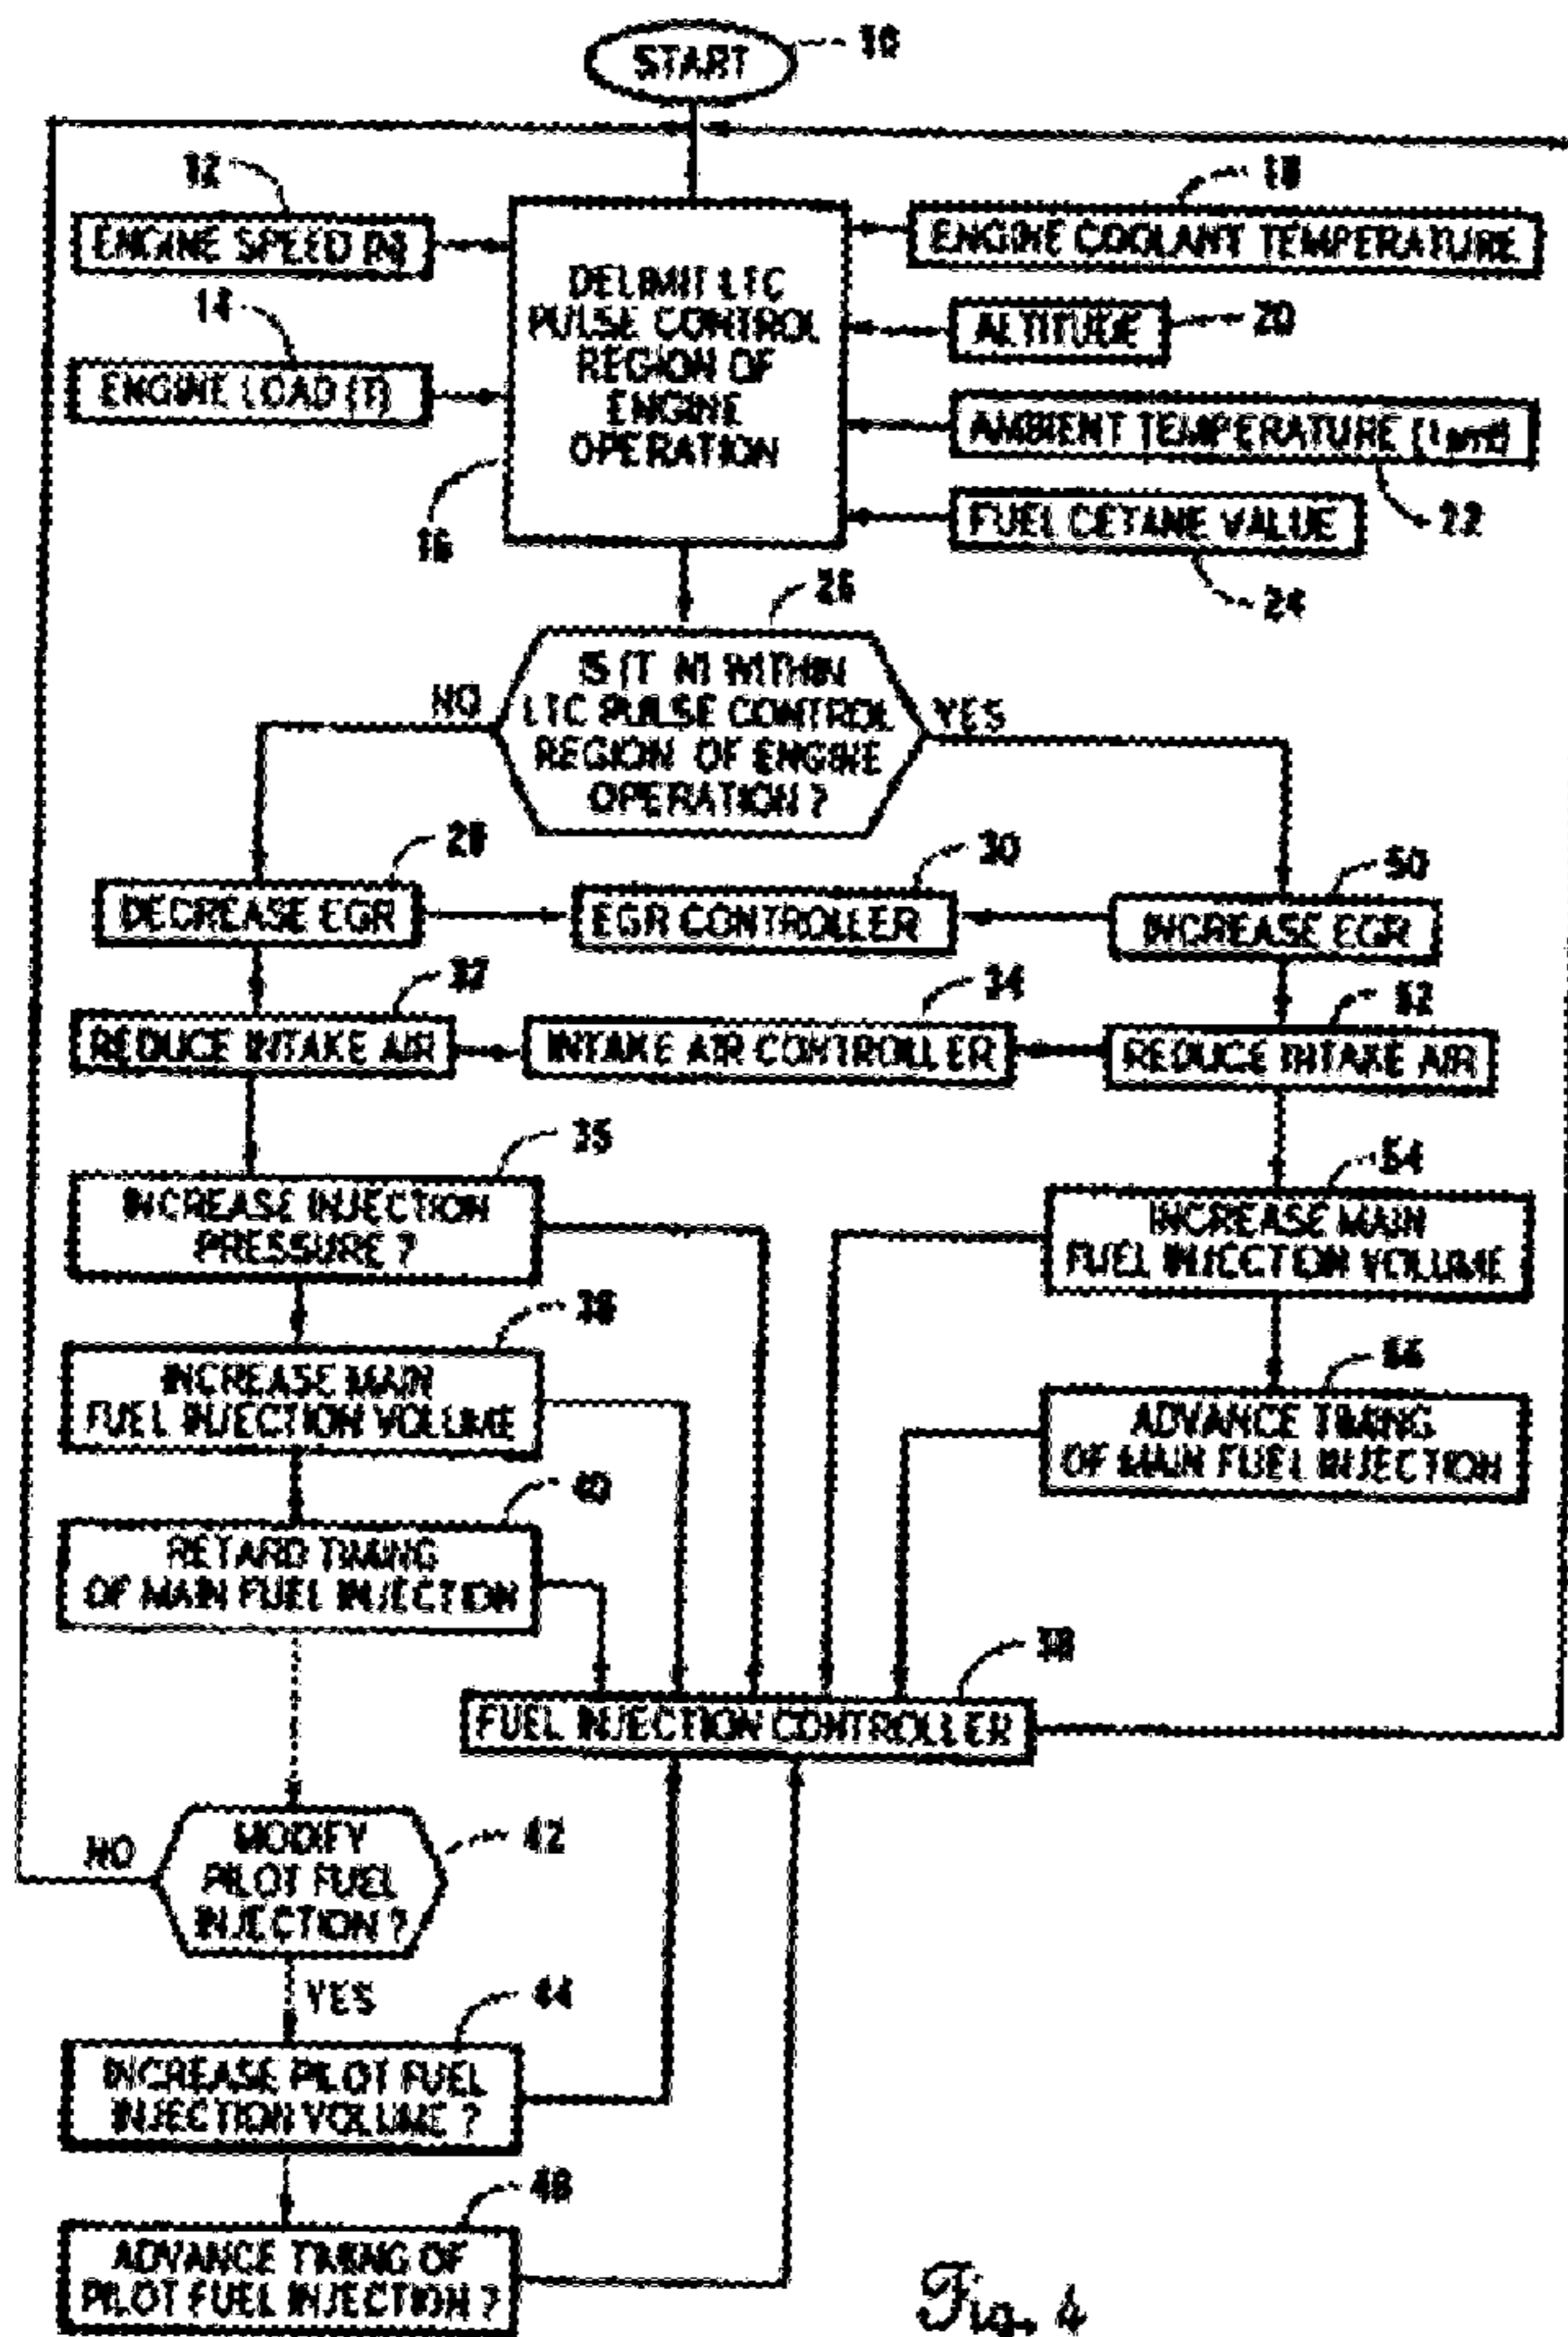 START
10
12
18
ENGINE SPEED (N)
ENGINE COOLANT TEMPERATURE
14
DELIMIT LTC
PULSE CONTROL
REGION OF
ENGINE
OPERATION
ALTITUDE
20
ENGINE LOAD (T)
AMBIENT TEMPERATURE
16
22
FUEL CETANE VALUE
24
26
IS (T N) WITHIN
LTC PULSE CONTROL
REGION OF ENGINE
OPERATION ?
NO
YES
28
30
50
DECREASE EGR
EGR CONTROLLER
INCREASE EGR
32
34
52
REDUCE INTAKE AIR
INTAKE AIR CONTROLLER
REDUCE INTAKE AIR
35
54
INCREASE INJECTION
PRESSURE ?
INCREASE MAIN
FUEL INJECTION VOLUME
36
56
INCREASE MAIN
FUEL INJECTION VOLUME
ADVANCE TIMING
OF MAIN FUEL INJECTION
40
RETARD TIMING
OF MAIN FUEL INJECTION
38
FUEL INJECTION CONTROLLER
MODIFY
PILOT FUEL
INJECTION ?
42
NO
YES
44
INCREASE PILOT FUEL
INJECTION VOLUME ?
ADVANCE TIMING OF
PILOT FUEL INJECTION ?
Fig. 4